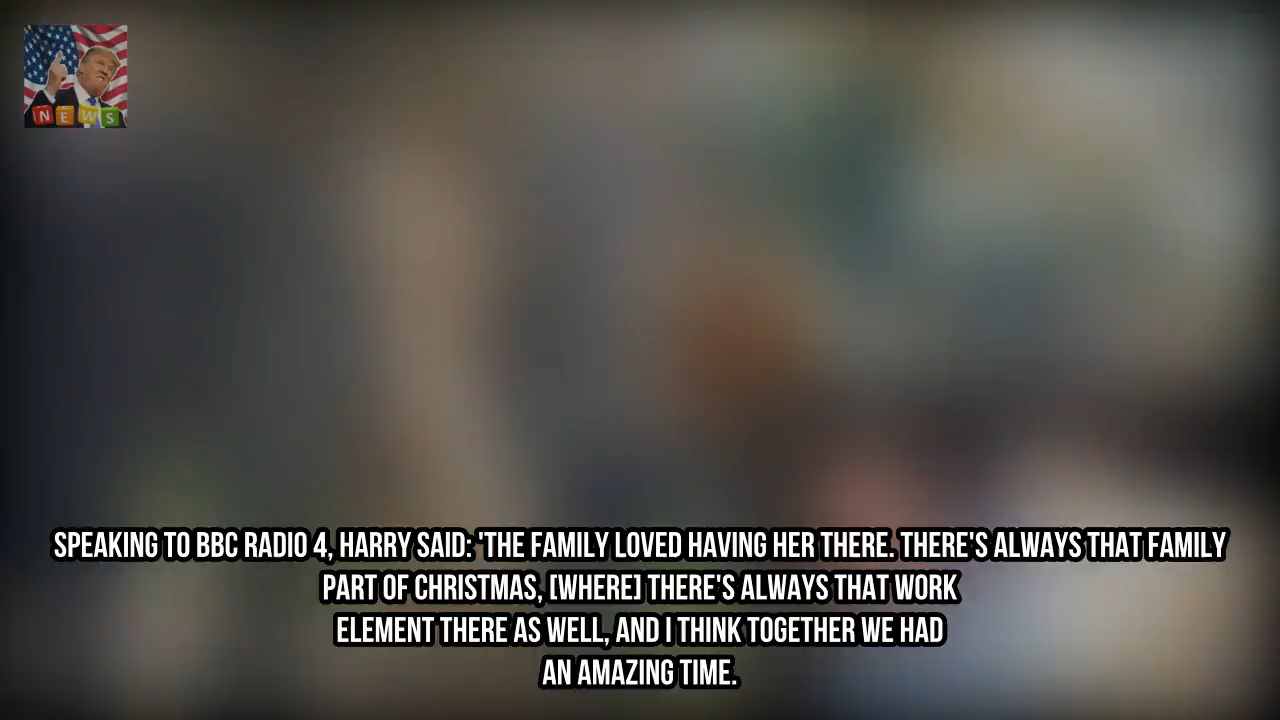 NEWS
SPEAKING TO BBC RADIO 4, HARRY SAID: 'THE FAMILY LOVED HAVING HER THERE. THERE'S ALWAYS THAT FAMILY
PART OF CHRISTMAS, [WHERE] THERE'S ALWAYS THAT WORK
ELEMENT THERE AS WELL, AND I THINK TOGETHER WE HAD
AN AMAZING TIME.